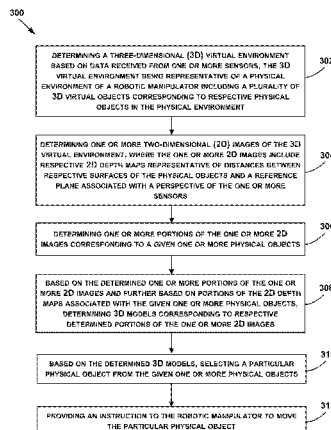 300
DETERMINING A THREE-DIMENSIONAL (3D) VIRTUAL ENVIRONMENT
BASED ON DATA RECEIVED FROM ONE OR MORE SENSORS, THE 3D
VIRTUAL ENVIRONMENT BEING REPRESENTATIVE OF A PHYSICAL
ENVIRONMENT OF A ROBOTIC MANIPULATOR INCLUDING A PLURALITY OF
3D VIRTUAL OBJECTS CORRESPONDING TO RESPECTIVE PHYSICAL
OBJECTS IN THE PHYSICAL ENVIRONMENT
302
DETERMINING ONE OR MORE TWO-DIMENSIONAL (2D) IMAGES OF THE 3D
VIRTUAL ENVIRONMENT, WHERE THE ONE OR MORE 2D IMAGES INCLUDE
RESPECTIVE 2D DEPTH MAPS REPRESENTATIVE OF DISTANCES BETWEEN
RESPECTIVE SURFACES OF THE PHYSICAL OBJECTS AND A REFERENCE
PLANE ASSOCIATED WITH A PERSPECTIVE OF THE ONE OR MORE
SENSORS
30
DETERMINING ONE OR MORE PORTIONS OF THE ONE OR MORE 2D
IMAGES CORRESPONDING TO A GIVEN ONE OR MORE PHYSICAL OBJECTS
30
BASED ON THE DETERMINED ONE OR MORE PORTIONS OF THE ONE OR
MORE 2D IMAGES AND FURTHER BASED ON PORTIONS OF THE 2D DEPTH
MAPS ASSOCIATED WITH THE GIVEN ONE OR MORE PHYSICAL OBJECTS,
DETERMINING 3D MODELS CORRESPONDING TO RESPECTIVE
DETERMINED PORTIONS OF THE ONE OR MORE 2D IMAGES
308
BASED ON THE DETERMINED 3D MODELS, SELECTING A PARTICULAR
PHYSICAL OBJECT FROM THE GIVEN ONE OR MORE PHYSICAL OBJECTS
31
PROVIDING AN INSTRUCTION TO THE ROBOTIC MANIPULATOR TO MOVE
THE PARTICULAR PHYSICAL OBJECT
31